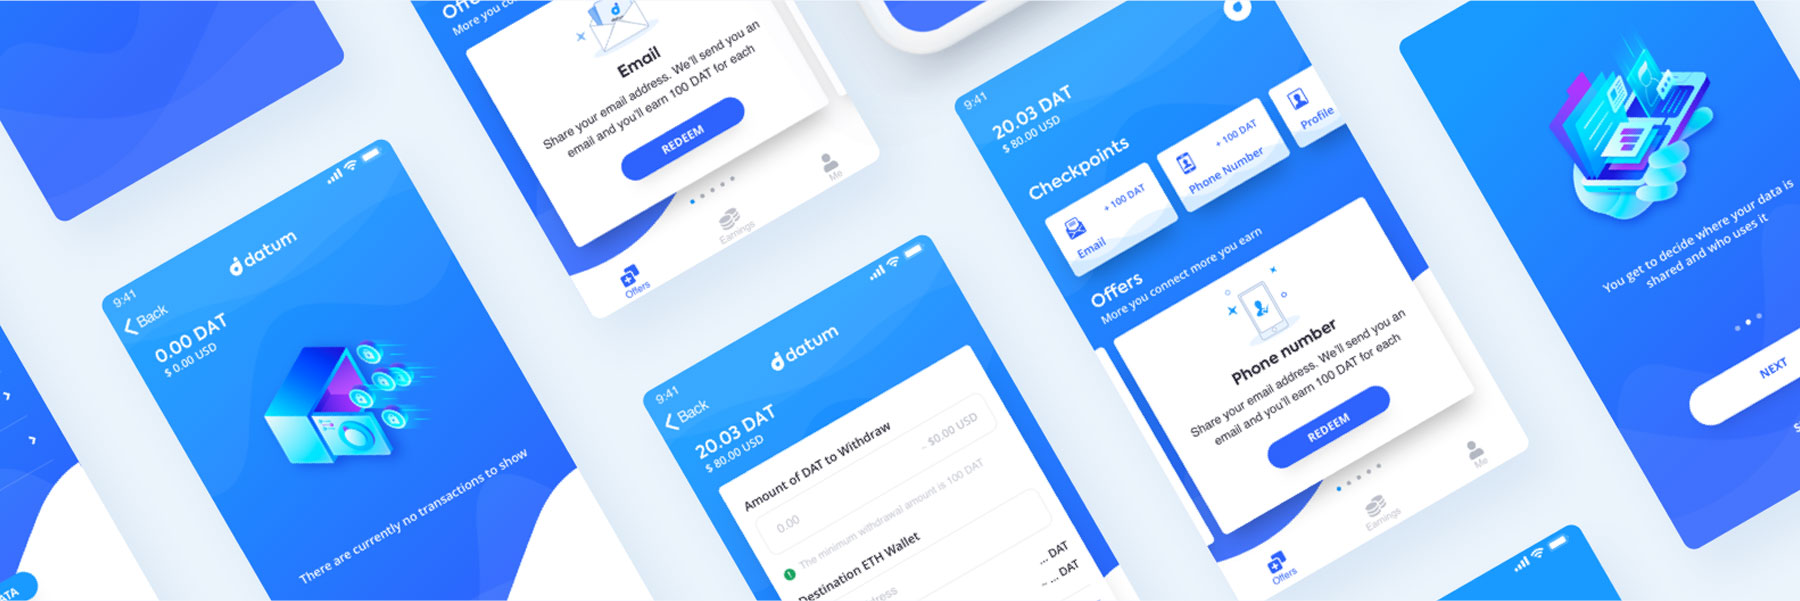 ATA
9:41
Back
datum
0.00 DAT
$ 0.00 USD
There are currently no transactions to show
More you
Email
Share your email address. We'll send you an
email and you'll earn 100 DAT for each
REDEEM
Offers
Earnings
Me
9:41
Back
datum
20.03 DAT
$ 80.00 USD
Amount of DAT to Withdraw
0.00
~ $0.00 USD
The minimum withdrawal amount is 100 DAT
Destination ETH Wallet
... DAT
~ ... DAT
9:41
20.03 DAT
$ 80.00 USD
Checkpoints
+ 100 DAT
Email
+ 100 DAT
Phone Number
Profile
Offers
More you connect more you earn
Phone number
Share your email address. We'll send you an
email and you'll earn 100 DAT for each
REDEEM
Offers
Earnings
Me
You get to decide where your data is
shared and who uses it
NEXT